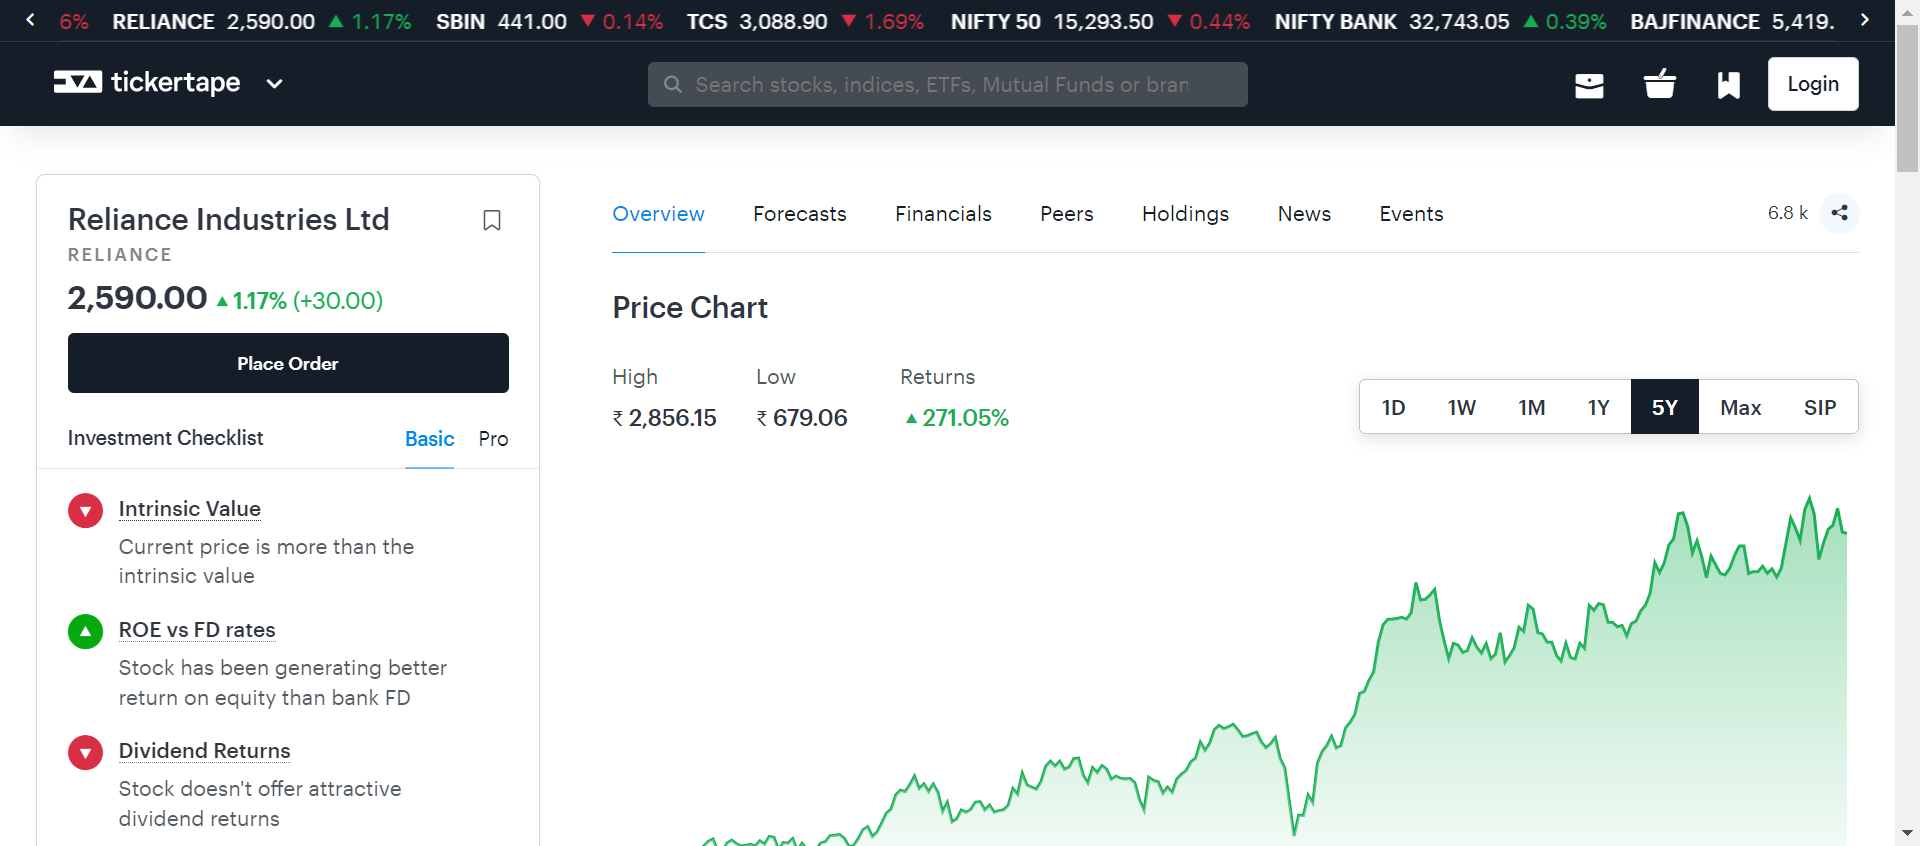 6% RELIANCE 2,590.00 ▲ 1.17% SBIN 441.00 ▼ 0.14% TCS 3,088.90 ▼ 1.69% NIFTY 50 15,293.50 ▼ 0.44% NIFTY BANK 32,743.05 ▲ 0.39% BAJFINANCE 5,419.
tickertape
Search stocks, indices, ETFs, Mutual Funds or bran
Login
Reliance Industries Ltd
RELIANCE
2,590.00 ▲ 1.17% (+30.00)
Place Order
Investment Checklist Basic Pro
Intrinsic Value
Current price is more than the
intrinsic value
ROE vs FD rates
Stock has been generating better
return on equity than bank FD
Dividend Returns
Stock doesn't offer attractive
dividend returns
Overview Forecasts Financials Peers Holdings News Events 6.8 k
Price Chart
High Low Returns
₹ 2,856.15 ₹ 679.06 ▲ 271.05%
1D 1W 1M 1Y 5Y Max SIP